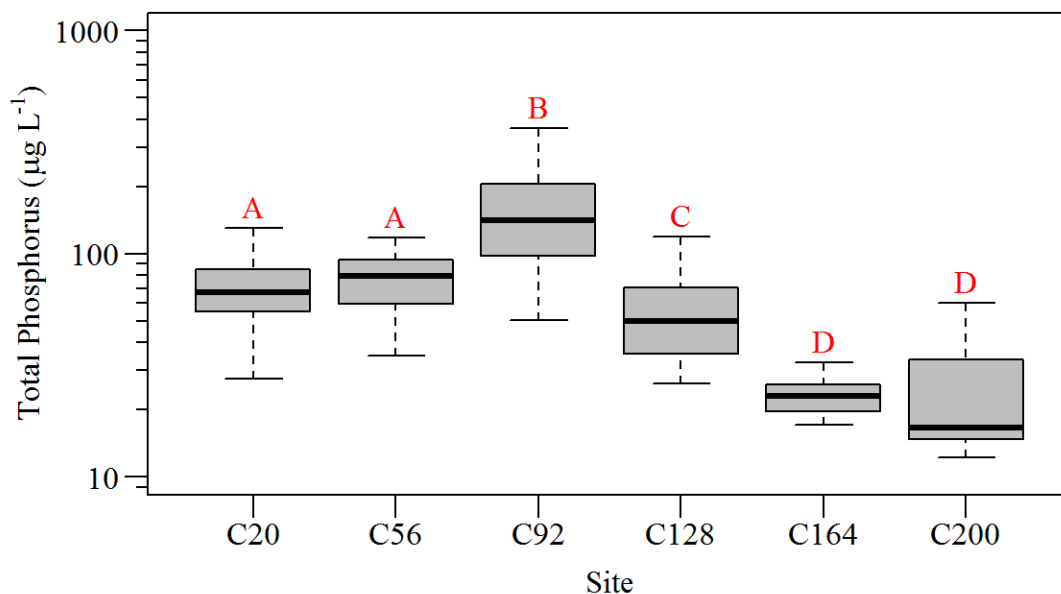 Total Phosphorus (µg L⁻¹)
1000
100
10
A
A
B
C
D
D
C20
C56
C92
C128
C164
C200
Site